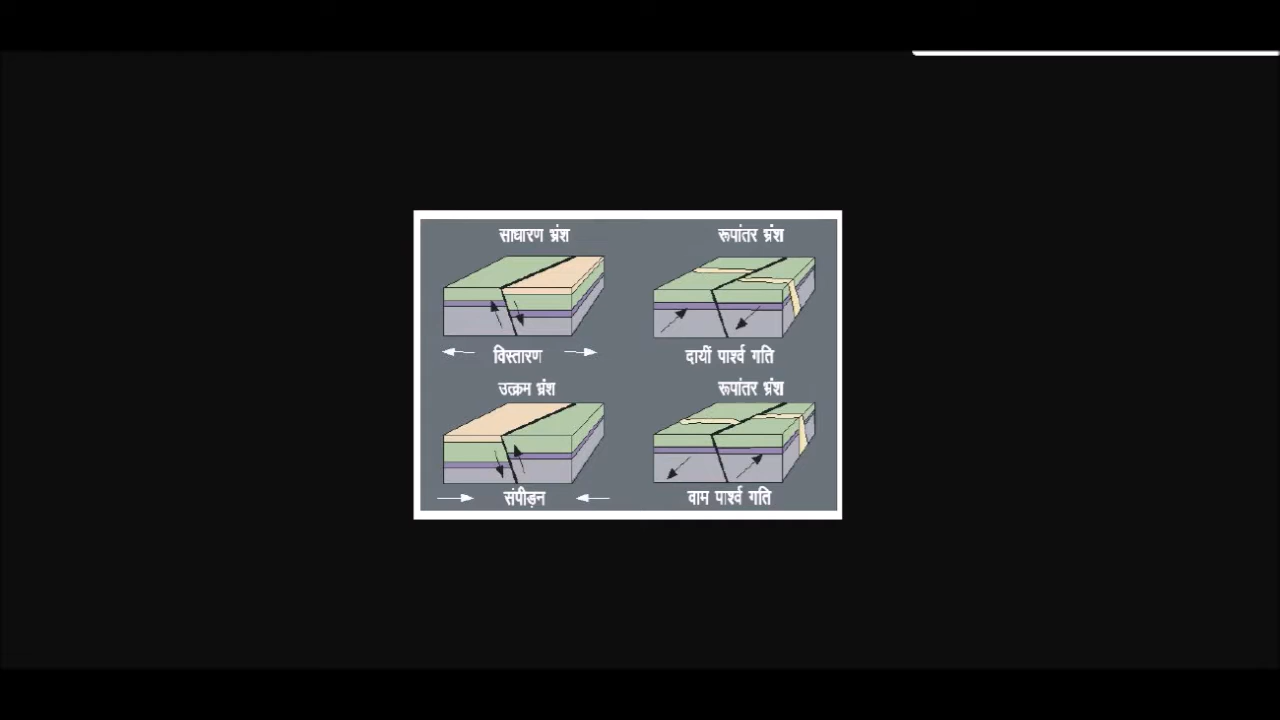 साधारण भ्रंश
रूपांतर भ्रंश
विस्तारण
दायीं पार्श्व गति
उत्क्रम भ्रंश
रूपांतर भ्रंश
संपीड़न
वाम पार्श्व गति